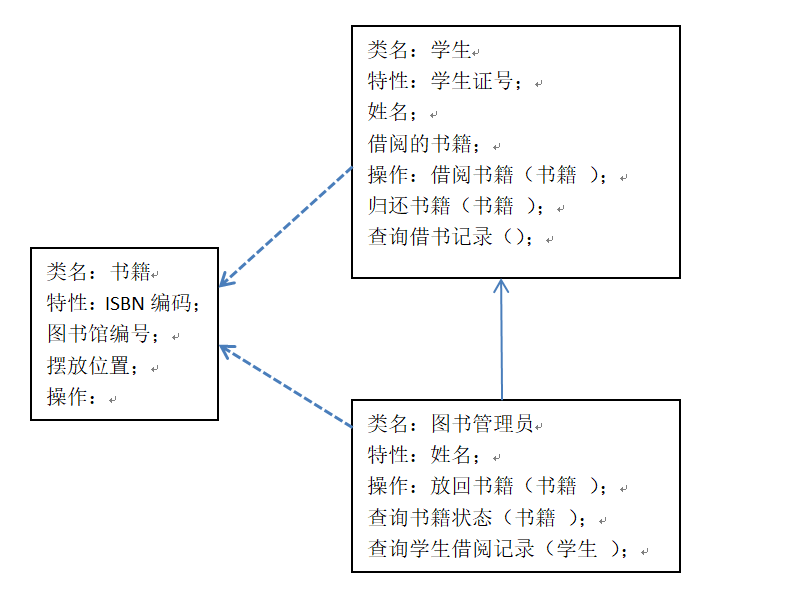 类名：学生
特性：学生证号；
姓名；
借阅的书籍；
操作：借阅书籍（书籍 ）；
归还书籍（书籍 ）；
查询借书记录（）；
类名：书籍
特性：ISBN 编码；
图书馆编号；
摆放位置；
操作：
类名：图书管理员
特性：姓名；
操作：放回书籍（书籍 ）；
查询书籍状态（书籍 ）；
查询学生借阅记录（学生 ）；